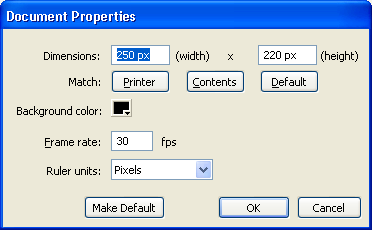 Document Properties
Dimensions: 250 px (width) x 220 px (height)
Match: Printer Contents Default
Background color:
Frame rate: 30 fps
Ruler units: Pixels
Make Default OK Cancel